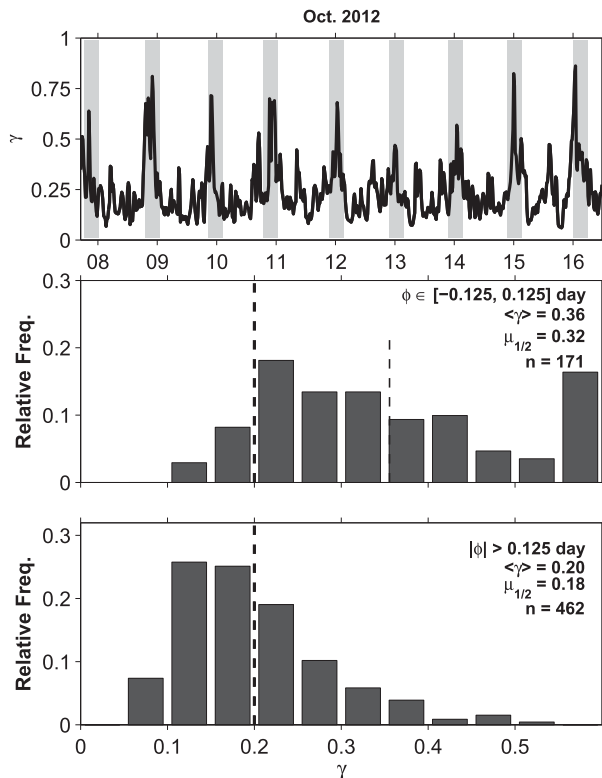 Oct. 2012
1
0.75
0.5
0.25
0
γ
08 09 10 11 12 13 14 15 16
0.3
0.2
0.1
0
Relative Freq.
ϕ ∈ [−0.125, 0.125] day
<γ> = 0.36
μ1/2 = 0.32
n = 171
0.3
0.2
0.1
0
Relative Freq.
|ϕ| > 0.125 day
<γ> = 0.20
μ1/2 = 0.18
n = 462
0 0.1 0.2 0.3 0.4 0.5
γ